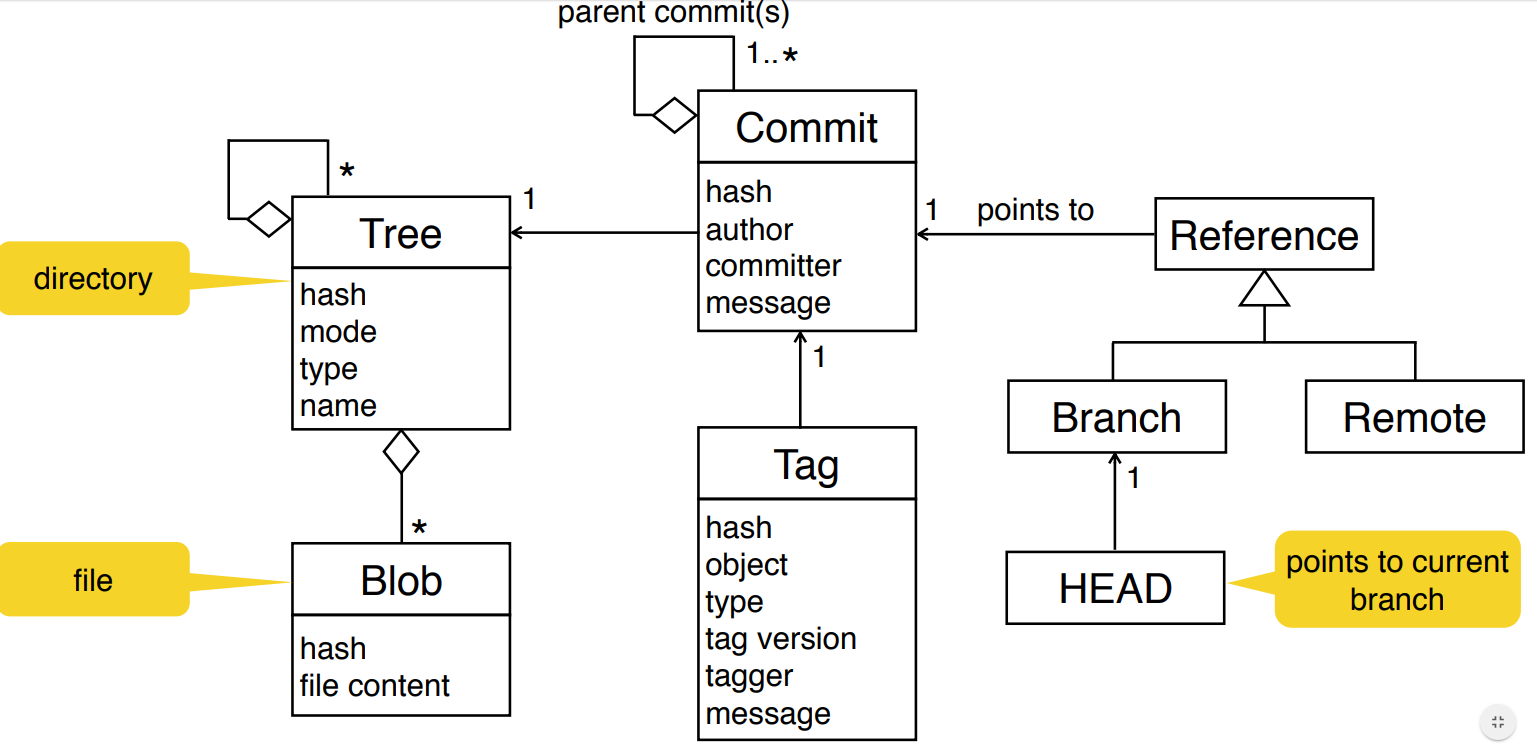 parent commit(s)
1..*
Commit
hash
author
committer
message
*
Tree
1
hash
mode
type
name
directory
1 points to
Reference
1
Branch
Remote
1
Tag
hash
object
type
tag version
tagger
message
*
Blob
hash
file content
file
HEAD
points to current
branch